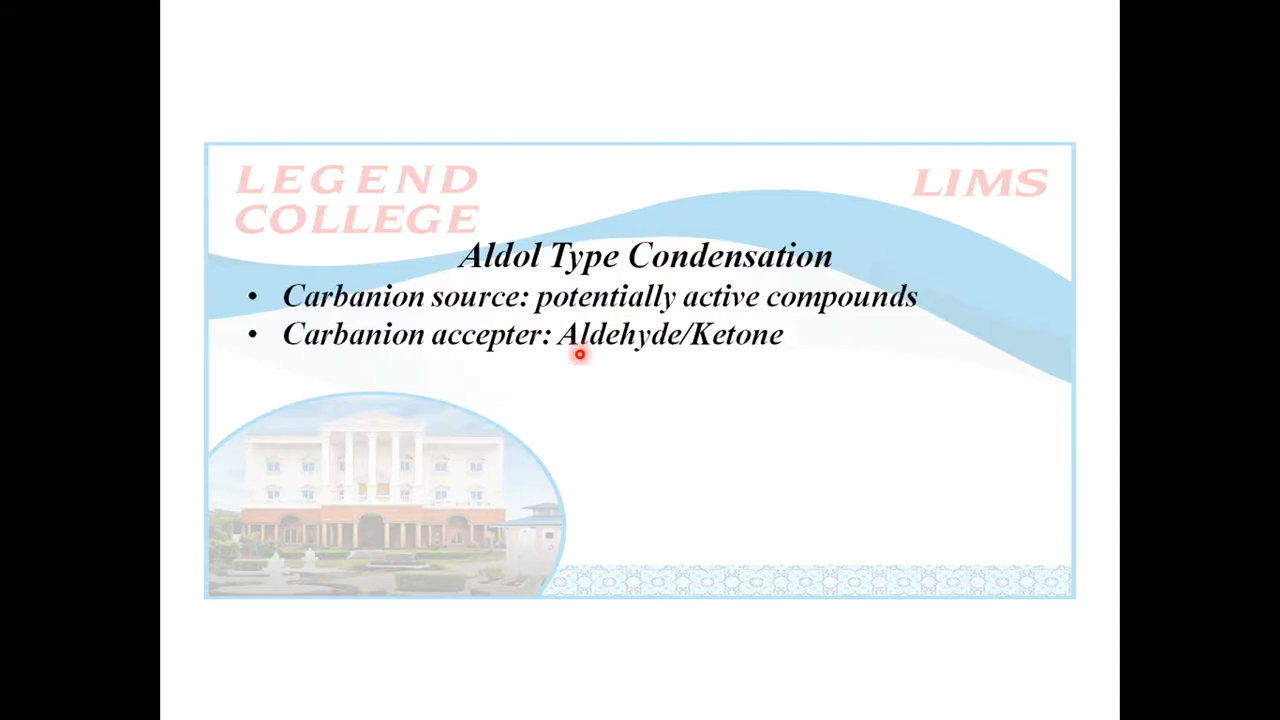 LEGEND
COLLEGE
LIMS
Aldol Type Condensation
• Carbanion source: potentially active compounds
• Carbanion accepter: Aldehyde/Ketone